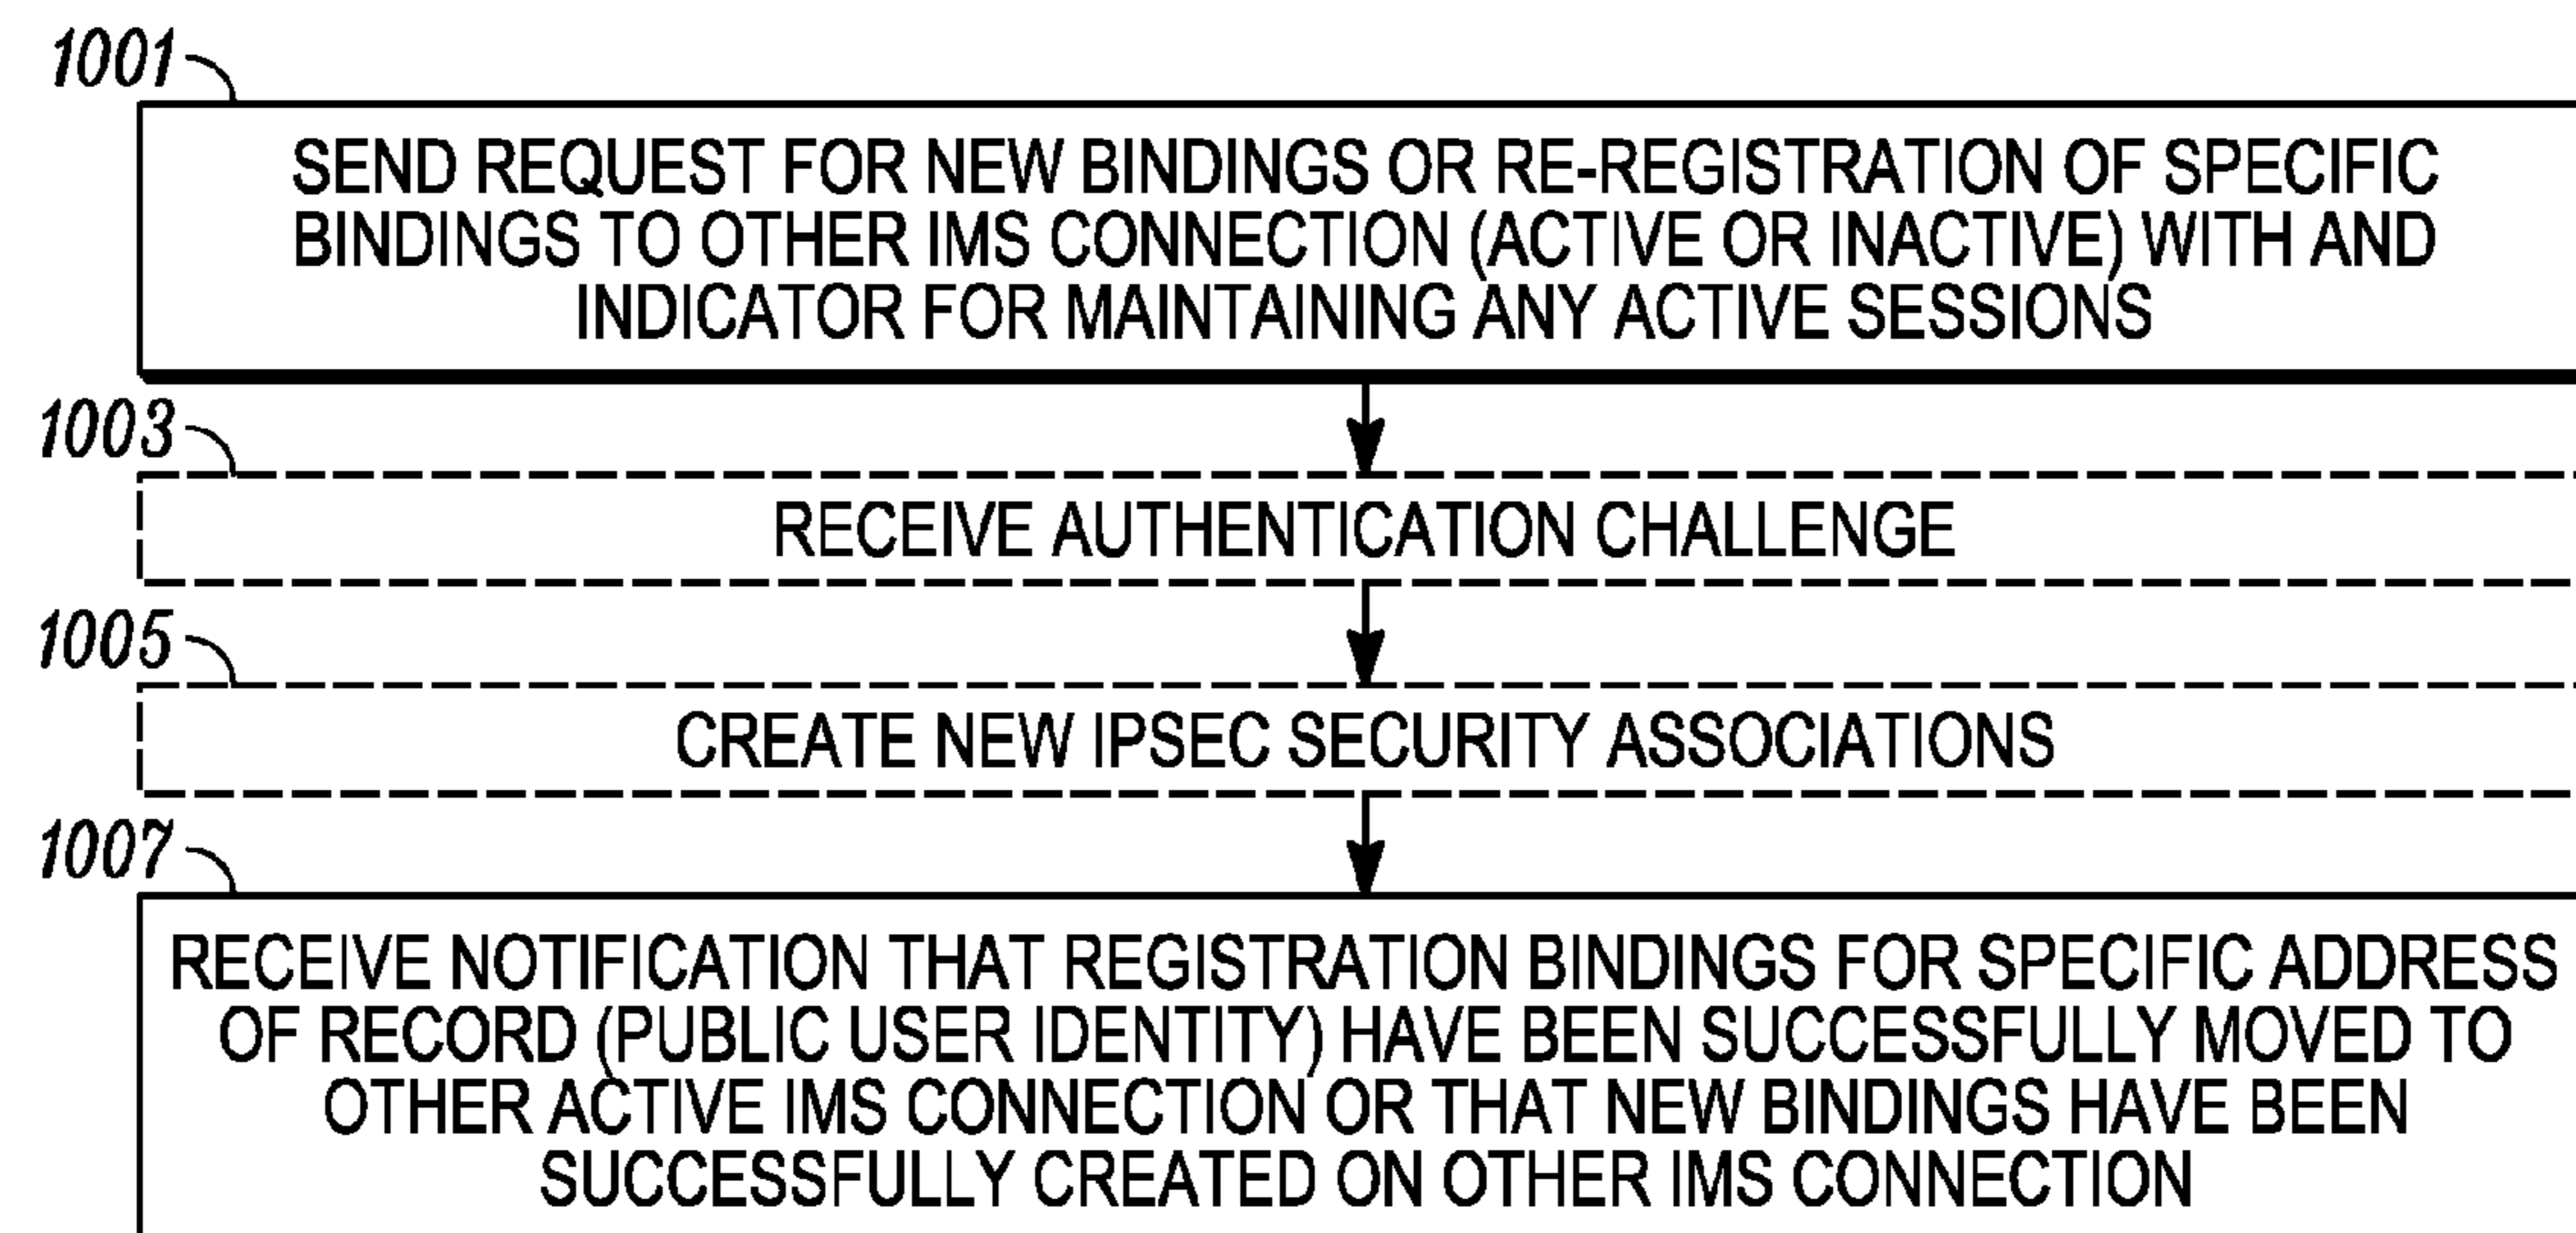 1001
SEND REQUEST FOR NEW BINDINGS OR RE-REGISTRATION OF SPECIFIC
BINDINGS TO OTHER IMS CONNECTION (ACTIVE OR INACTIVE) WITH AND
INDICATOR FOR MAINTAINING ANY ACTIVE SESSIONS
1003
RECEIVE AUTHENTICATION CHALLENGE
1005
CREATE NEW IPSEC SECURITY ASSOCIATIONS
1007
RECEIVE NOTIFICATION THAT REGISTRATION BINDINGS FOR SPECIFIC ADDRESS
OF RECORD (PUBLIC USER IDENTITY) HAVE BEEN SUCCESSFULLY MOVED TO
OTHER ACTIVE IMS CONNECTION OR THAT NEW BINDINGS HAVE BEEN
SUCCESSFULLY CREATED ON OTHER IMS CONNECTION